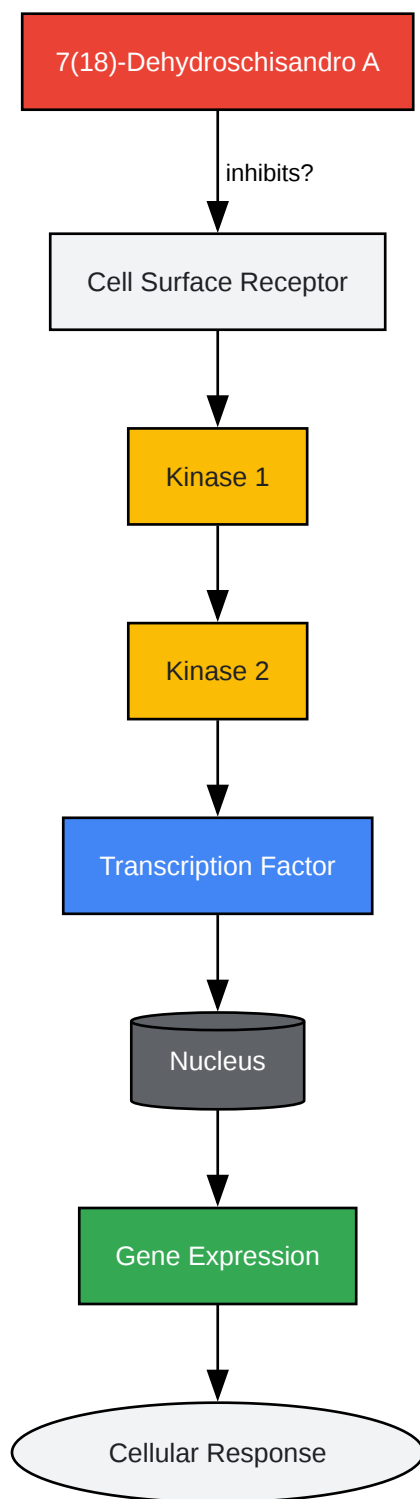 7(18)-Dehydroschisandro A
inhibits?
Cell Surface Receptor
Kinase 1
Kinase 2
Transcription Factor
Nucleus
Gene Expression
Cellular Response